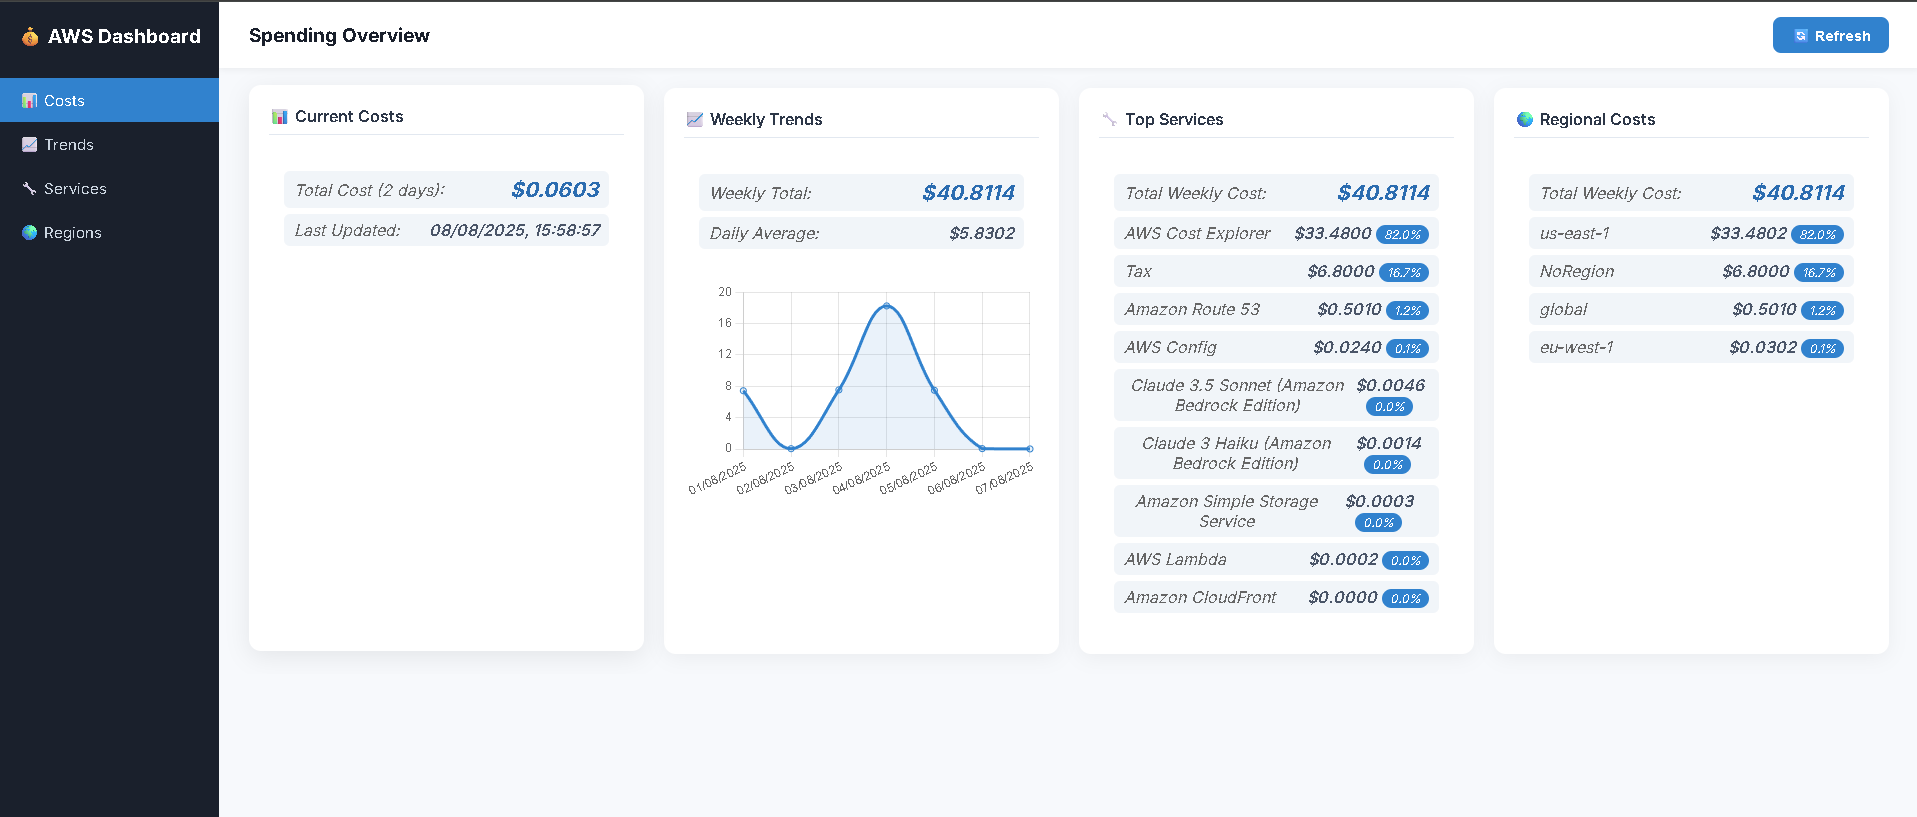 AWS Dashboard
Costs
Trends
Services
Regions
Spending Overview
Refresh
Current Costs
Total Cost (2 days): $0.0603
Last Updated: 08/08/2025, 15:58:57
Weekly Trends
Weekly Total: $40.8114
Daily Average: $5.8302
20
16
12
8
4
0
01/08/2025
02/08/2025
03/08/2025
04/08/2025
05/08/2025
06/08/2025
07/08/2025
Top Services
Total Weekly Cost: $40.8114
AWS Cost Explorer $33.4800 82.0%
Tax $6.8000 16.7%
Amazon Route 53 $0.5010 1.2%
AWS Config $0.0240 0.1%
Claude 3.5 Sonnet (Amazon $0.0046
Bedrock Edition) 0.0%
Claude 3 Haiku (Amazon $0.0014
Bedrock Edition) 0.0%
Amazon Simple Storage $0.0003
Service 0.0%
AWS Lambda $0.0002 0.0%
Amazon CloudFront $0.0000 0.0%
Regional Costs
Total Weekly Cost: $40.8114
us-east-1 $33.4802 82.0%
NoRegion $6.8000 16.7%
global $0.5010 1.2%
eu-west-1 $0.0302 0.1%